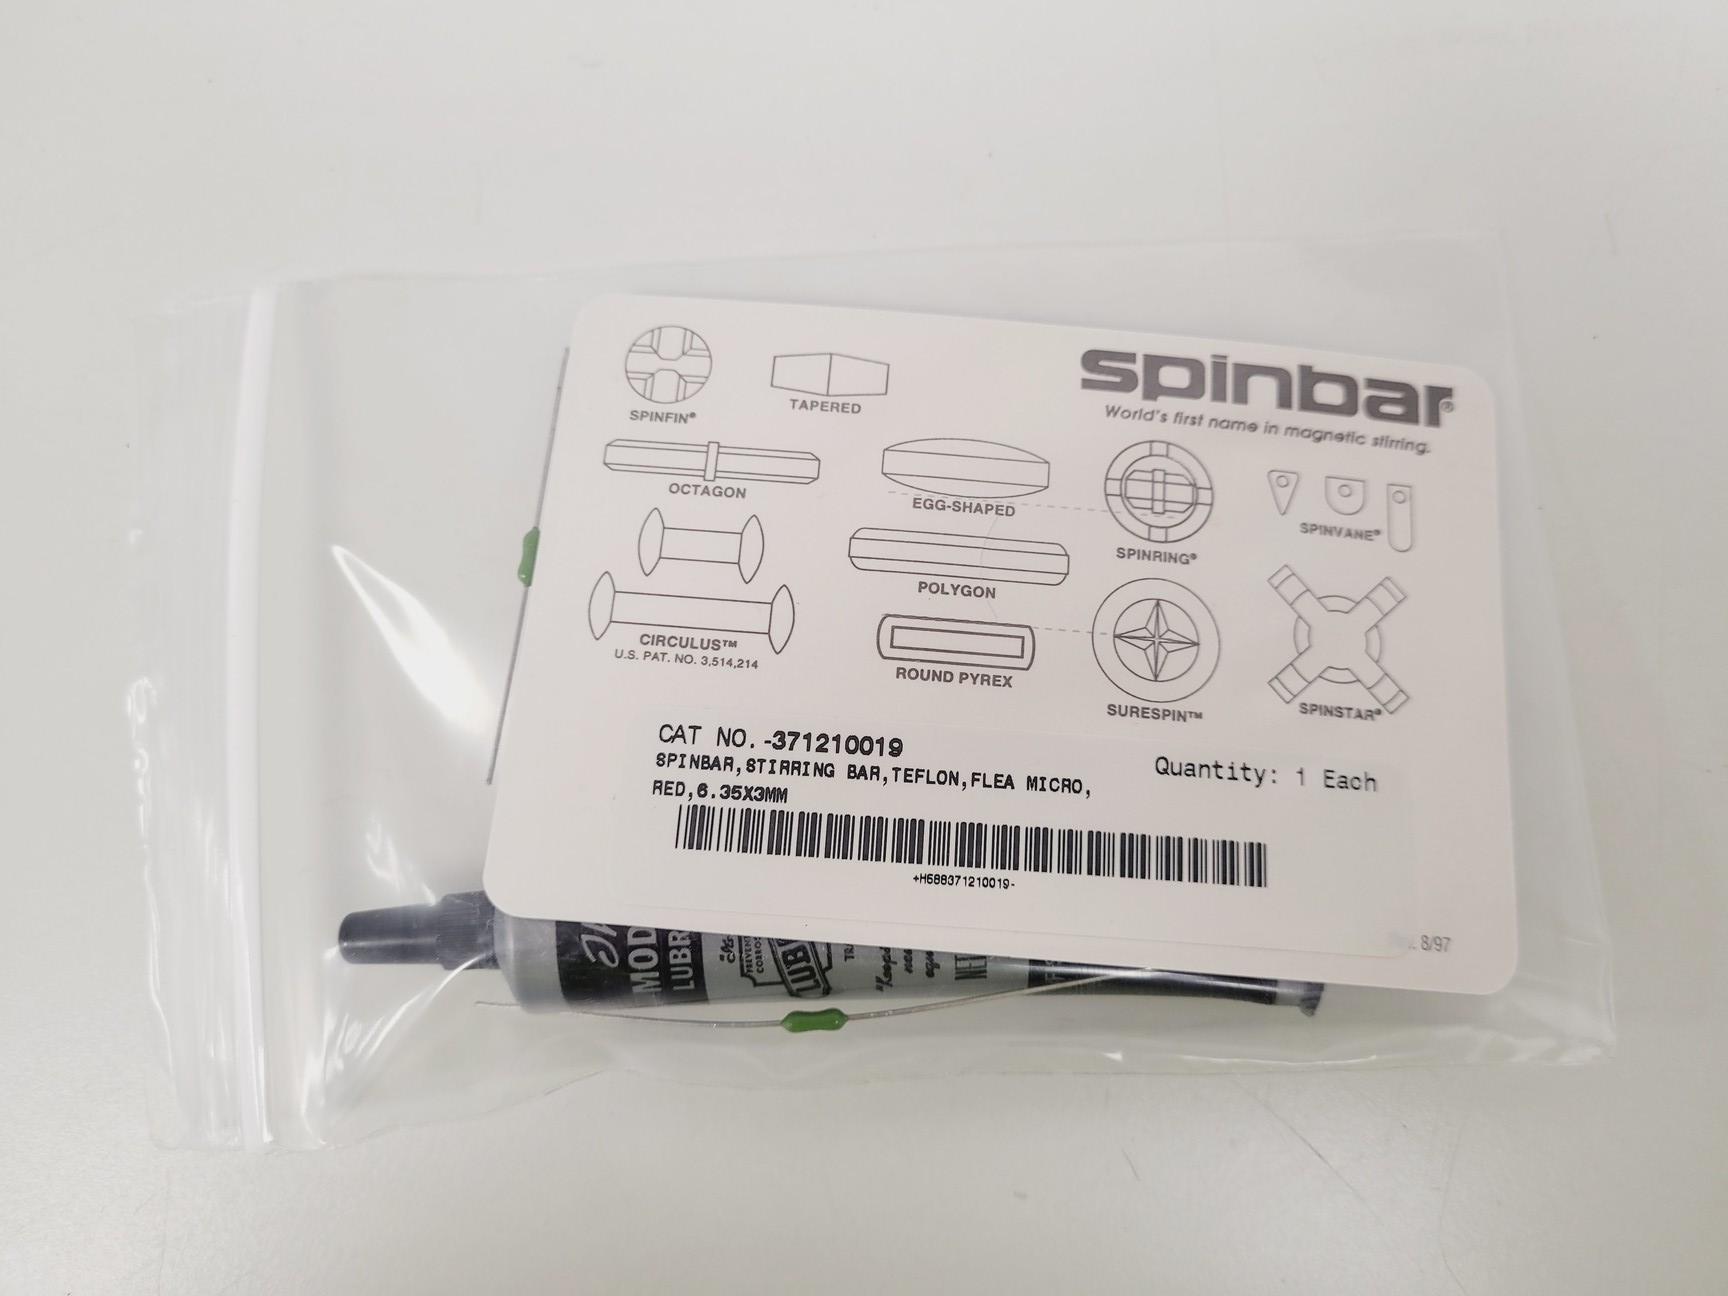 spinbar®
World's first name in magnetic stirring.
SPINFIN®
TAPERED
OCTAGON
EGG-SHAPED
SPINRING®
SPINVANE®
POLYGON
CIRCULUS™
U.S. PAT. NO. 3,514,214
ROUND PYREX
SURESPIN™
SPINSTAR®
CAT NO.-371210019
SPINBAR,STIRRING BAR,TEFLON,FLEA MICRO,
RED,6.35X3MM
Quantity: 1 Each
+H688371210019-
8/97
MOD
LUBR
LUB
NET